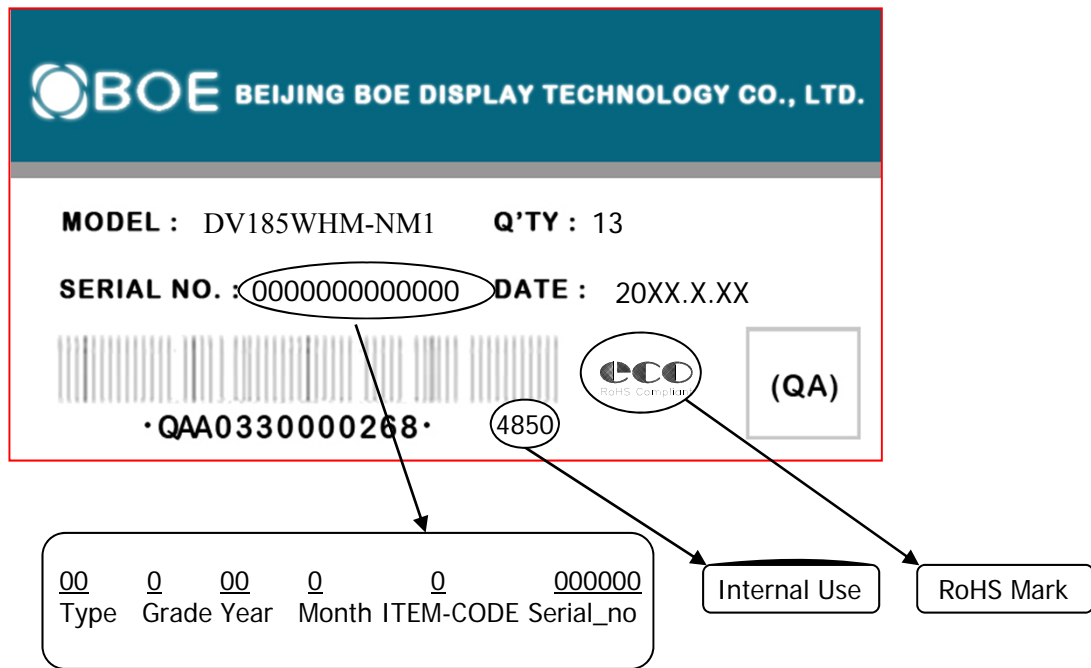 BOE BEIJING BOE DISPLAY TECHNOLOGY CO., LTD.
MODEL : DV185WHM-NM1 Q'TY : 13
SERIAL NO. : 0000000000000 DATE : 20XX.X.XX
eco
RoHS Compliant
(QA)
·QAA0330000268· 4850
00 0 00 0 0 000000
Type Grade Year Month ITEM-CODE Serial_no
Internal Use
RoHS Mark